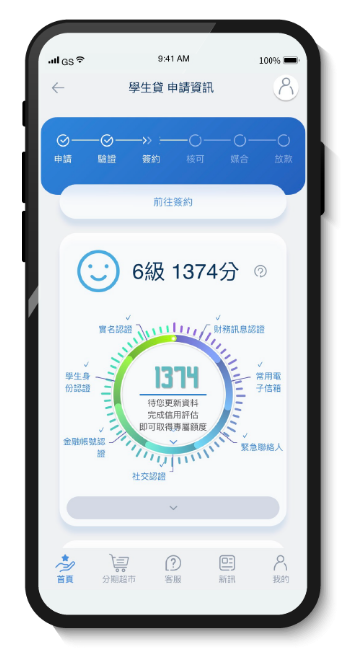 GS 9:41 AM 100%
學生貸 申請資訊
申請 驗證 簽約 核可 媒合 放款
前往簽約
6級 1374分
實名認證 財務訊息認證
學生身
份認證
常用電
子信箱
1374
待您更新資料
完成信用評估
即可取得專屬額度
金融帳號認
證
緊急聯絡人
社交認證
首頁 分期超市 客服 新訊 我的